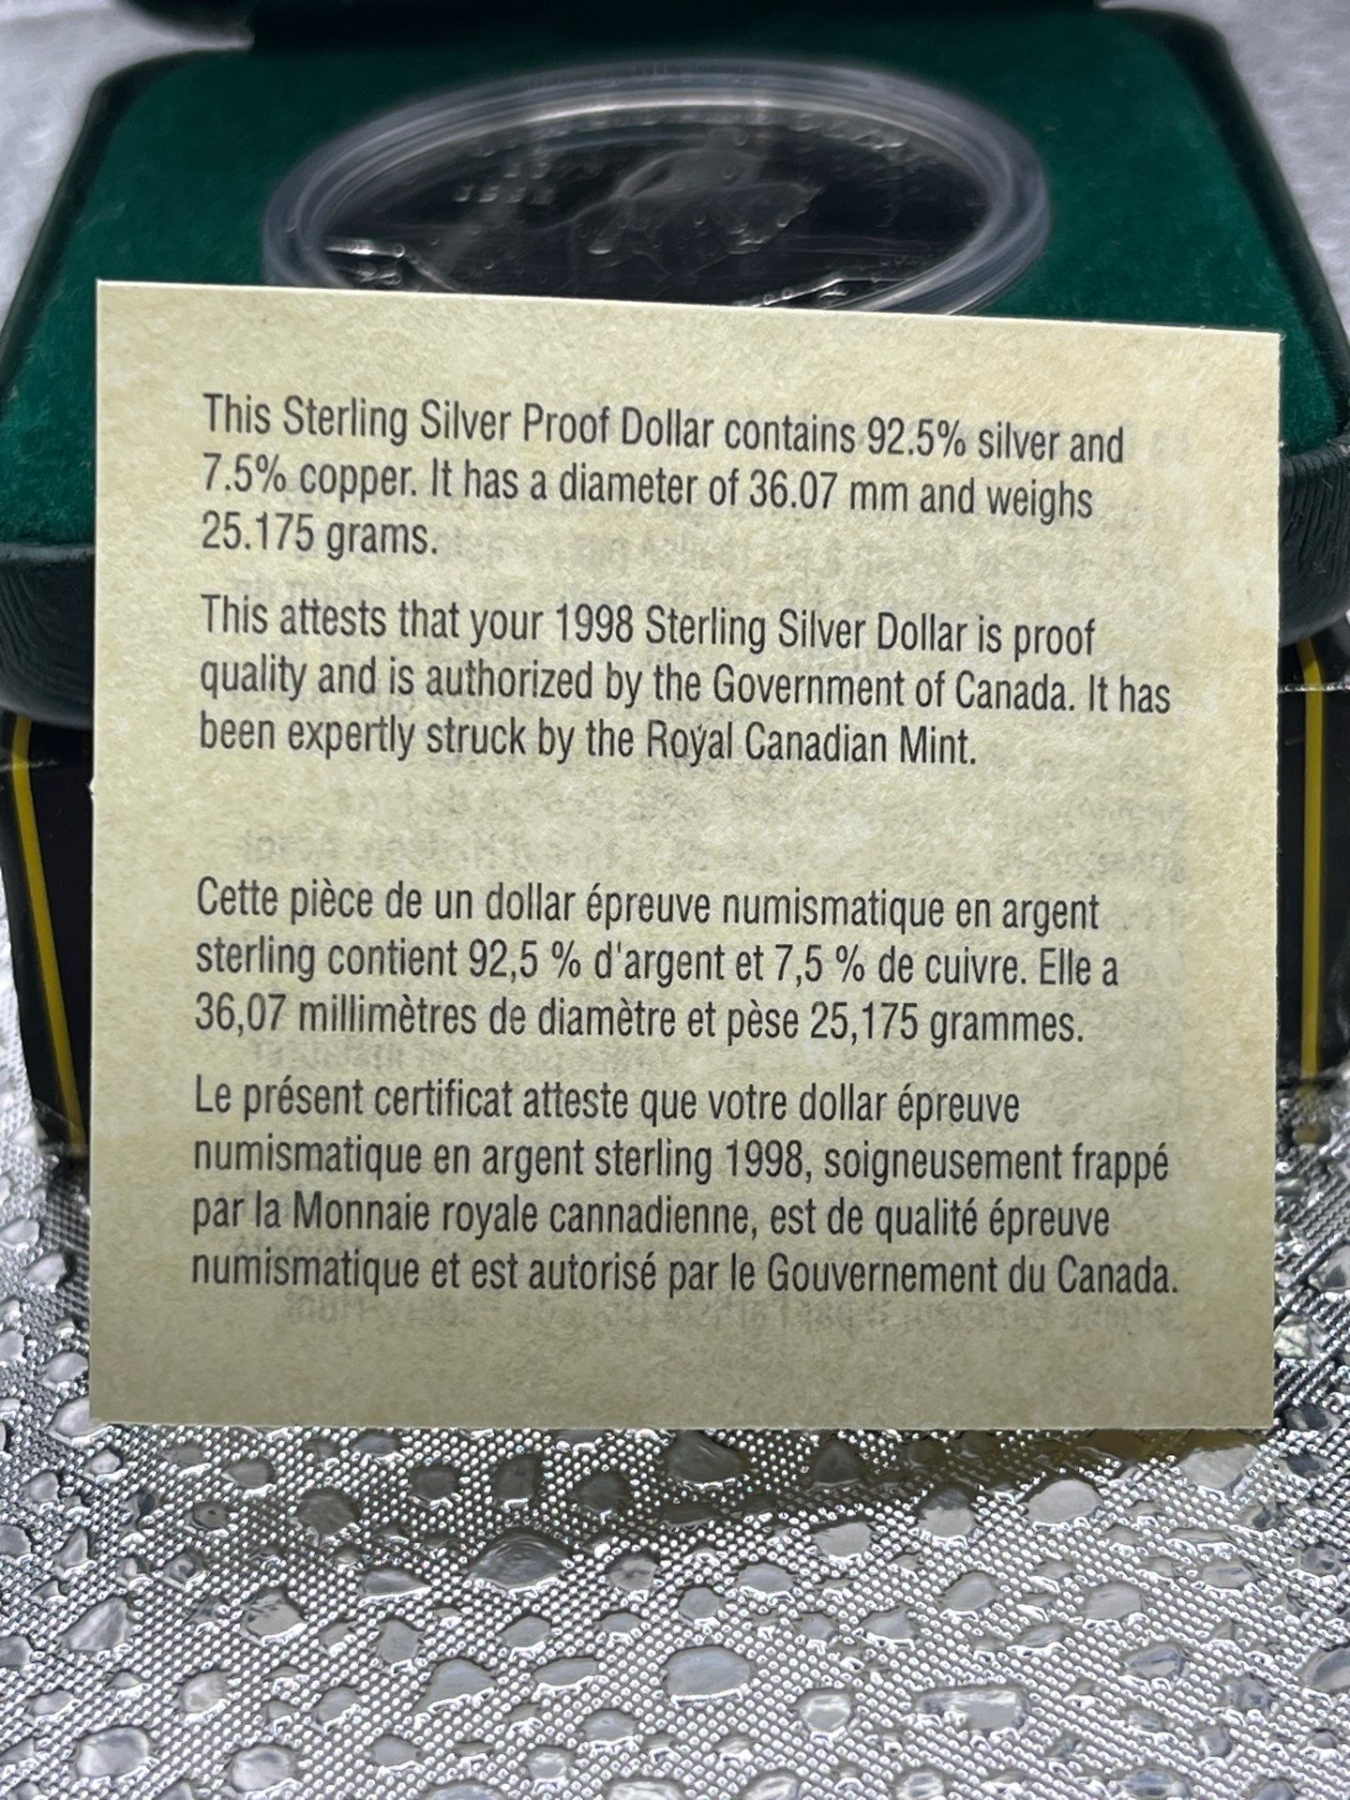 This Sterling Silver Proof Dollar contains 92.5% silver and
7.5% copper. It has a diameter of 36.07 mm and weighs
25.175 grams.
This attests that your 1998 Sterling Silver Dollar is proof
quality and is authorized by the Government of Canada. It has
been expertly struck by the Royal Canadian Mint.
Cette pièce de un dollar épreuve numismatique en argent
sterling contient 92,5 % d'argent et 7,5 % de cuivre. Elle a
36,07 millimètres de diamètre et pèse 25,175 grammes.
Le présent certificat atteste que votre dollar épreuve
numismatique en argent sterling 1998, soigneusement frappé
par la Monnaie royale cannadienne, est de qualité épreuve
numismatique et est autorisé par le Gouvernement du Canada.